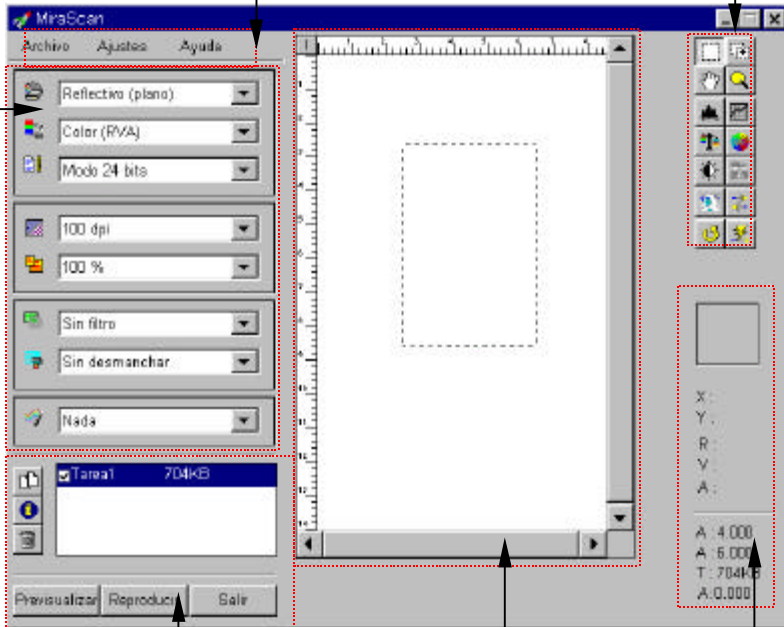 MiraScan
Archivo Ajustes Ayuda
Reflectivo (plano)
Color (RVA)
Modo 24 bits
100 dpi
100 %
Sin filtro
Sin desmanchar
Nada
Tarea1 704KB
Previsualizar Reproducir Salir
X :
Y :
R :
V :
A :
A : 4.000
A : 6.000
T : 704KB
A:0.000